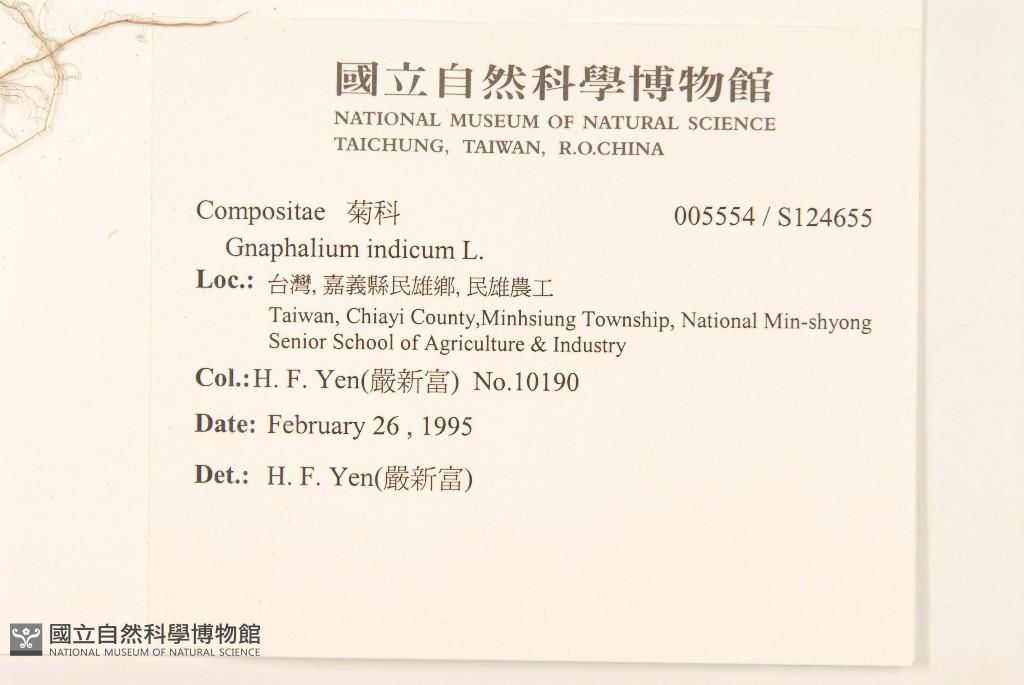 國立自然科學博物館
NATIONAL MUSEUM OF NATURAL SCIENCE
TAICHUNG, TAIWAN, R.O.CHINA
Compositae 菊科 005554 / S124655
Gnaphalium indicum L.
Loc.: 台灣, 嘉義縣民雄鄉, 民雄農工
Taiwan, Chiayi County,Minhsiung Township, National Min-shyong
Senior School of Agriculture & Industry
Col.:H. F. Yen(嚴新富) No.10190
Date: February 26 , 1995
Det.: H. F. Yen(嚴新富)
國立自然科學博物館
NATIONAL MUSEUM OF NATURAL SCIENCE